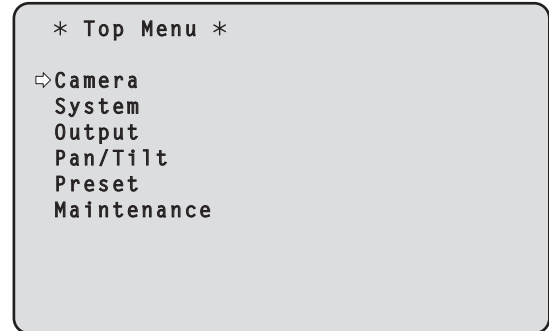 * Top Menu *
⇨Camera
System
Output
Pan/Tilt
Preset
Maintenance